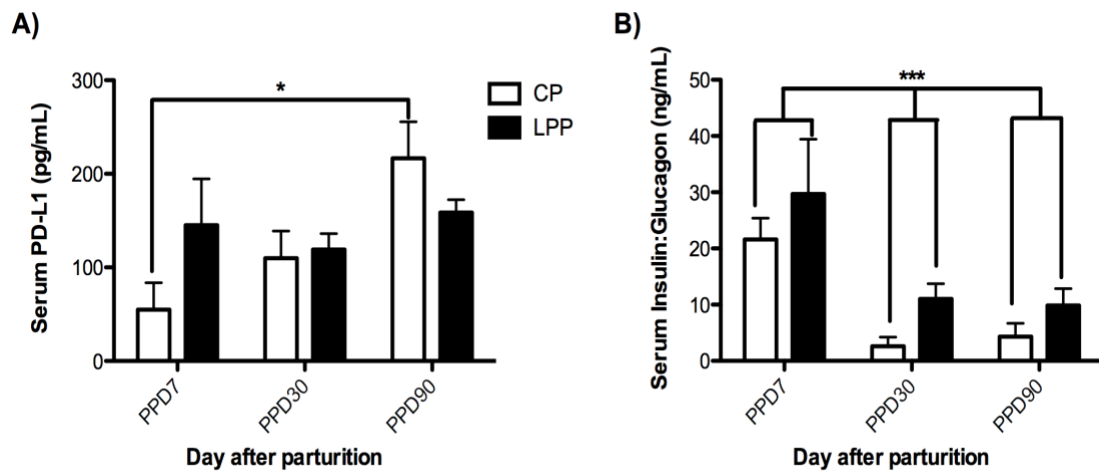 A)
Serum PD-L1 (pg/mL)
300
200
100
0
*
CP
LPP
PPD7
PPD30
PPD90
Day after parturition
B)
Serum Insulin:Glucagon (ng/mL)
50
40
30
20
10
0
***
PPD7
PPD30
PPD90
Day after parturition